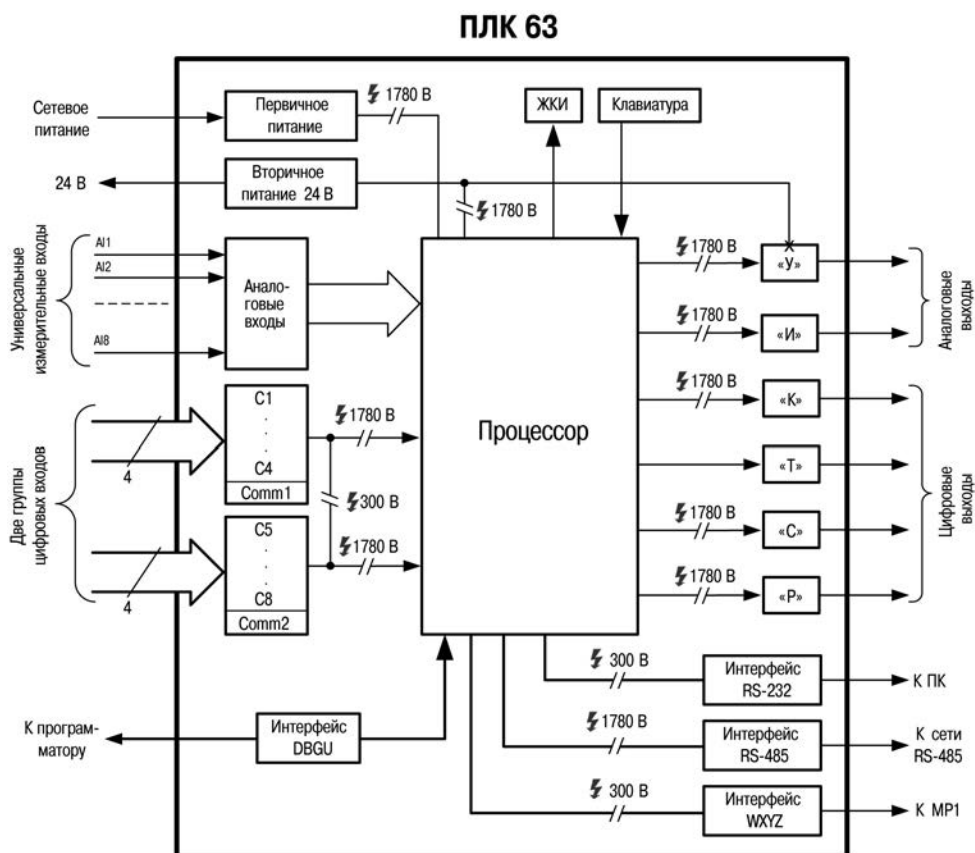 ПЛК 63
Сетевое
питание
Первичное
питание
1780 В
ЖКИ
Клавиатура
24 В
Вторичное
питание 24 В
1780 В
Универсальные
измерительные входы
AI1
AI2
AI8
Анало-
говые
входы
Процессор
1780 В
«У»
1780 В
«И»
Аналоговые
выходы
Две группы
цифровых входов
4
C1
C4
Comm1
1780 В
300 В
4
C5
C8
Comm2
1780 В
1780 В
«К»
«Т»
1780 В
«С»
1780 В
«Р»
Цифровые
выходы
К програм-
матору
Интерфейс
DBGU
300 В
Интерфейс
RS-232
К ПК
1780 В
Интерфейс
RS-485
К сети
RS-485
300 В
Интерфейс
WXYZ
К МР1